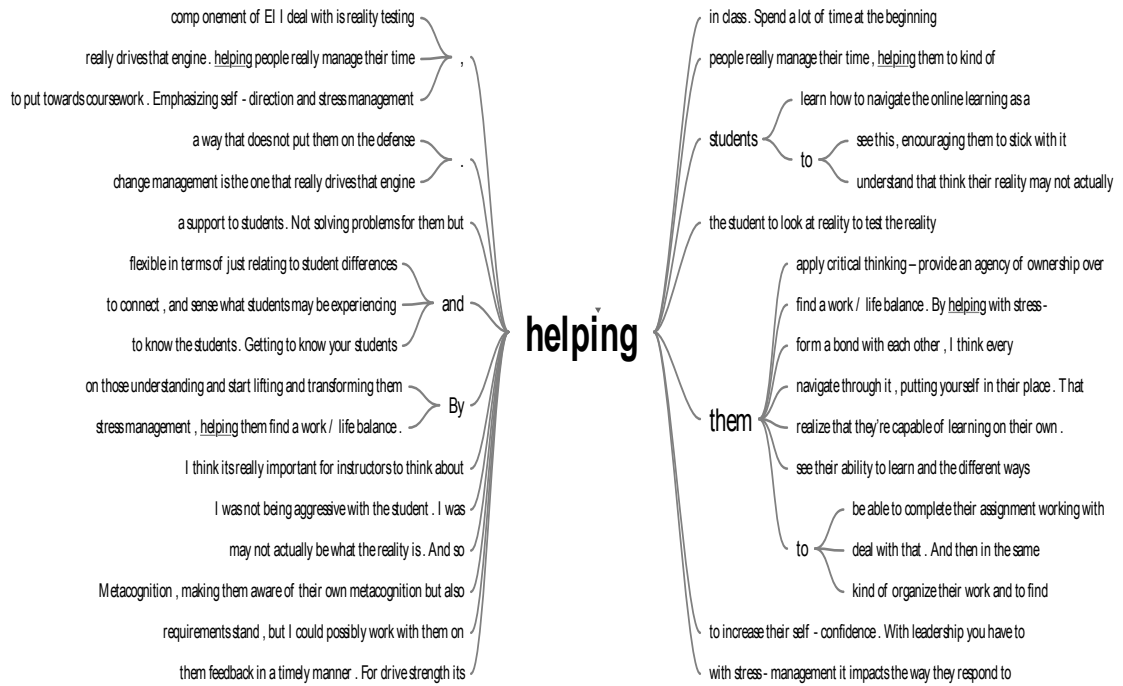 comp onement of EI I deal with is reality testing
really drives that engine . helping people really manage their time
,
to put towards coursework . Emphasizing self - direction and stress management
a way that does not put them on the defense
.
change management is the one that really drives that engine
a support to students . Not solving problems for them but
flexible in terms of just relating to student differences
to connect , and sense what students may be experiencing
and
to know the students . Getting to know your students
on those understanding and start lifting and transforming them
By
stress management , helping them find a work / life balance .
I think its really important for instructors to think about
I was not being aggressive with the student . I was
may not actually be what the reality is . And so
Metacognition , making them aware of their own metacognition but also
requirements stand , but I could possibly work with them on
them feedback in a timely manner . For drive strength its
helping
in class . Spend a lot of time at the beginning
people really manage their time , helping them to kind of
students
learn how to navigate the online learning as a
to
see this , encouraging them to stick with it
understand that think their reality may not actually
the student to look at reality to test the reality
them
apply critical thinking – provide an agency of ownership over
find a work / life balance . By helping with stress -
form a bond with each other , I think every
navigate through it , putting yourself in their place . That
realize that they're capable of learning on their own .
see their ability to learn and the different ways
to
be able to complete their assignment working with
deal with that . And then in the same
kind of organize their work and to find
to increase their self - confidence . With leadership you have to
with stress - management it impacts the way they respond to